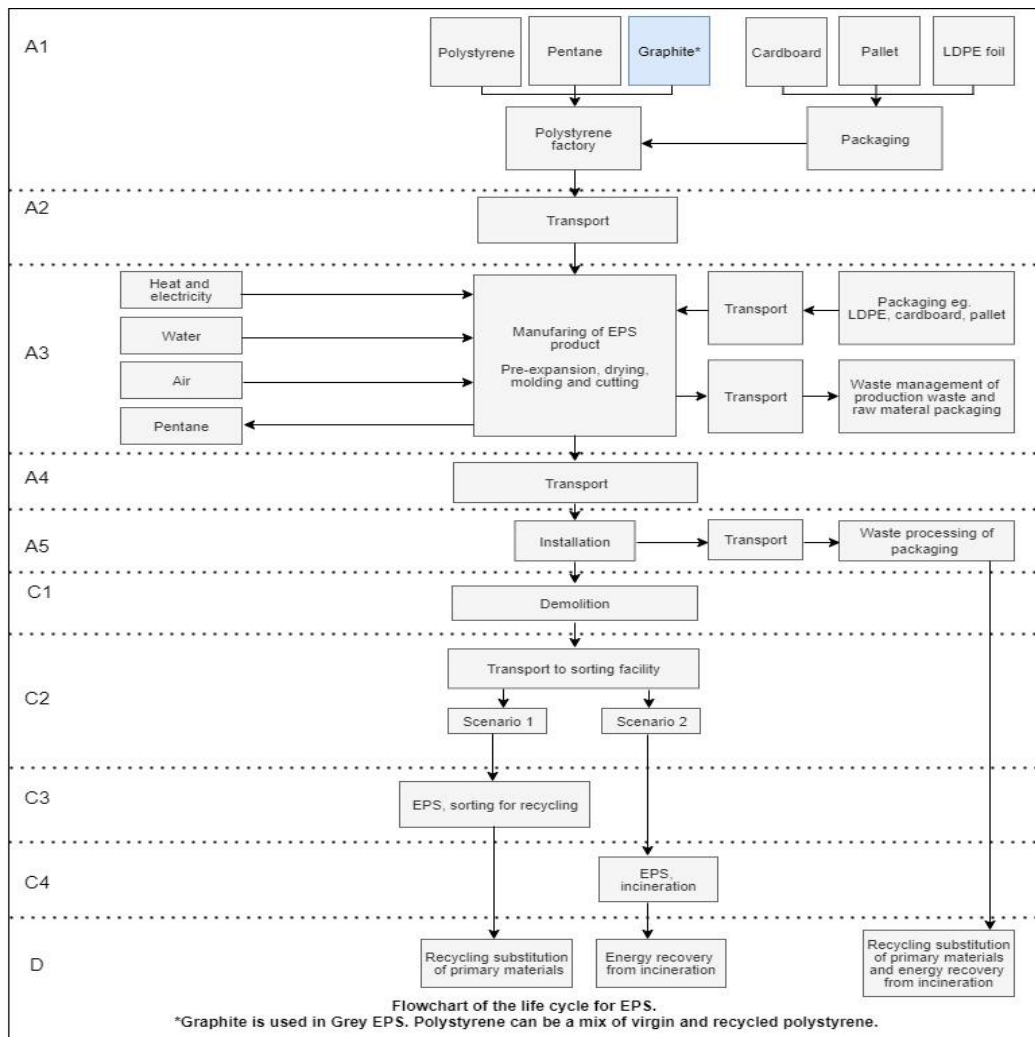 A1
Polystyrene
Pentane
Graphite*
Cardboard
Pallet
LDPE foil
Polystyrene
factory
Packaging
A2
Transport
A3
Heat and
electricity
Water
Air
Pentane
Manufaring of EPS
product
Pre-expansion, drying,
molding and cutting
Transport
Packaging eg.
LDPE, cardboard, pallet
Transport
Waste management of
production waste and
raw materal packaging
A4
Transport
A5
Installation
Transport
Waste processing of
packaging
C1
Demolition
C2
Transport to sorting facility
Scenario 1
Scenario 2
C3
EPS, sorting for recycling
C4
EPS,
incineration
D
Recycling substitution
of primary materials
Energy recovery
from incineration
Recycling substitution
of primary materials
and energy recovery
from incineration
Flowchart of the life cycle for EPS.
*Graphite is used in Grey EPS. Polystyrene can be a mix of virgin and recycled polystyrene.